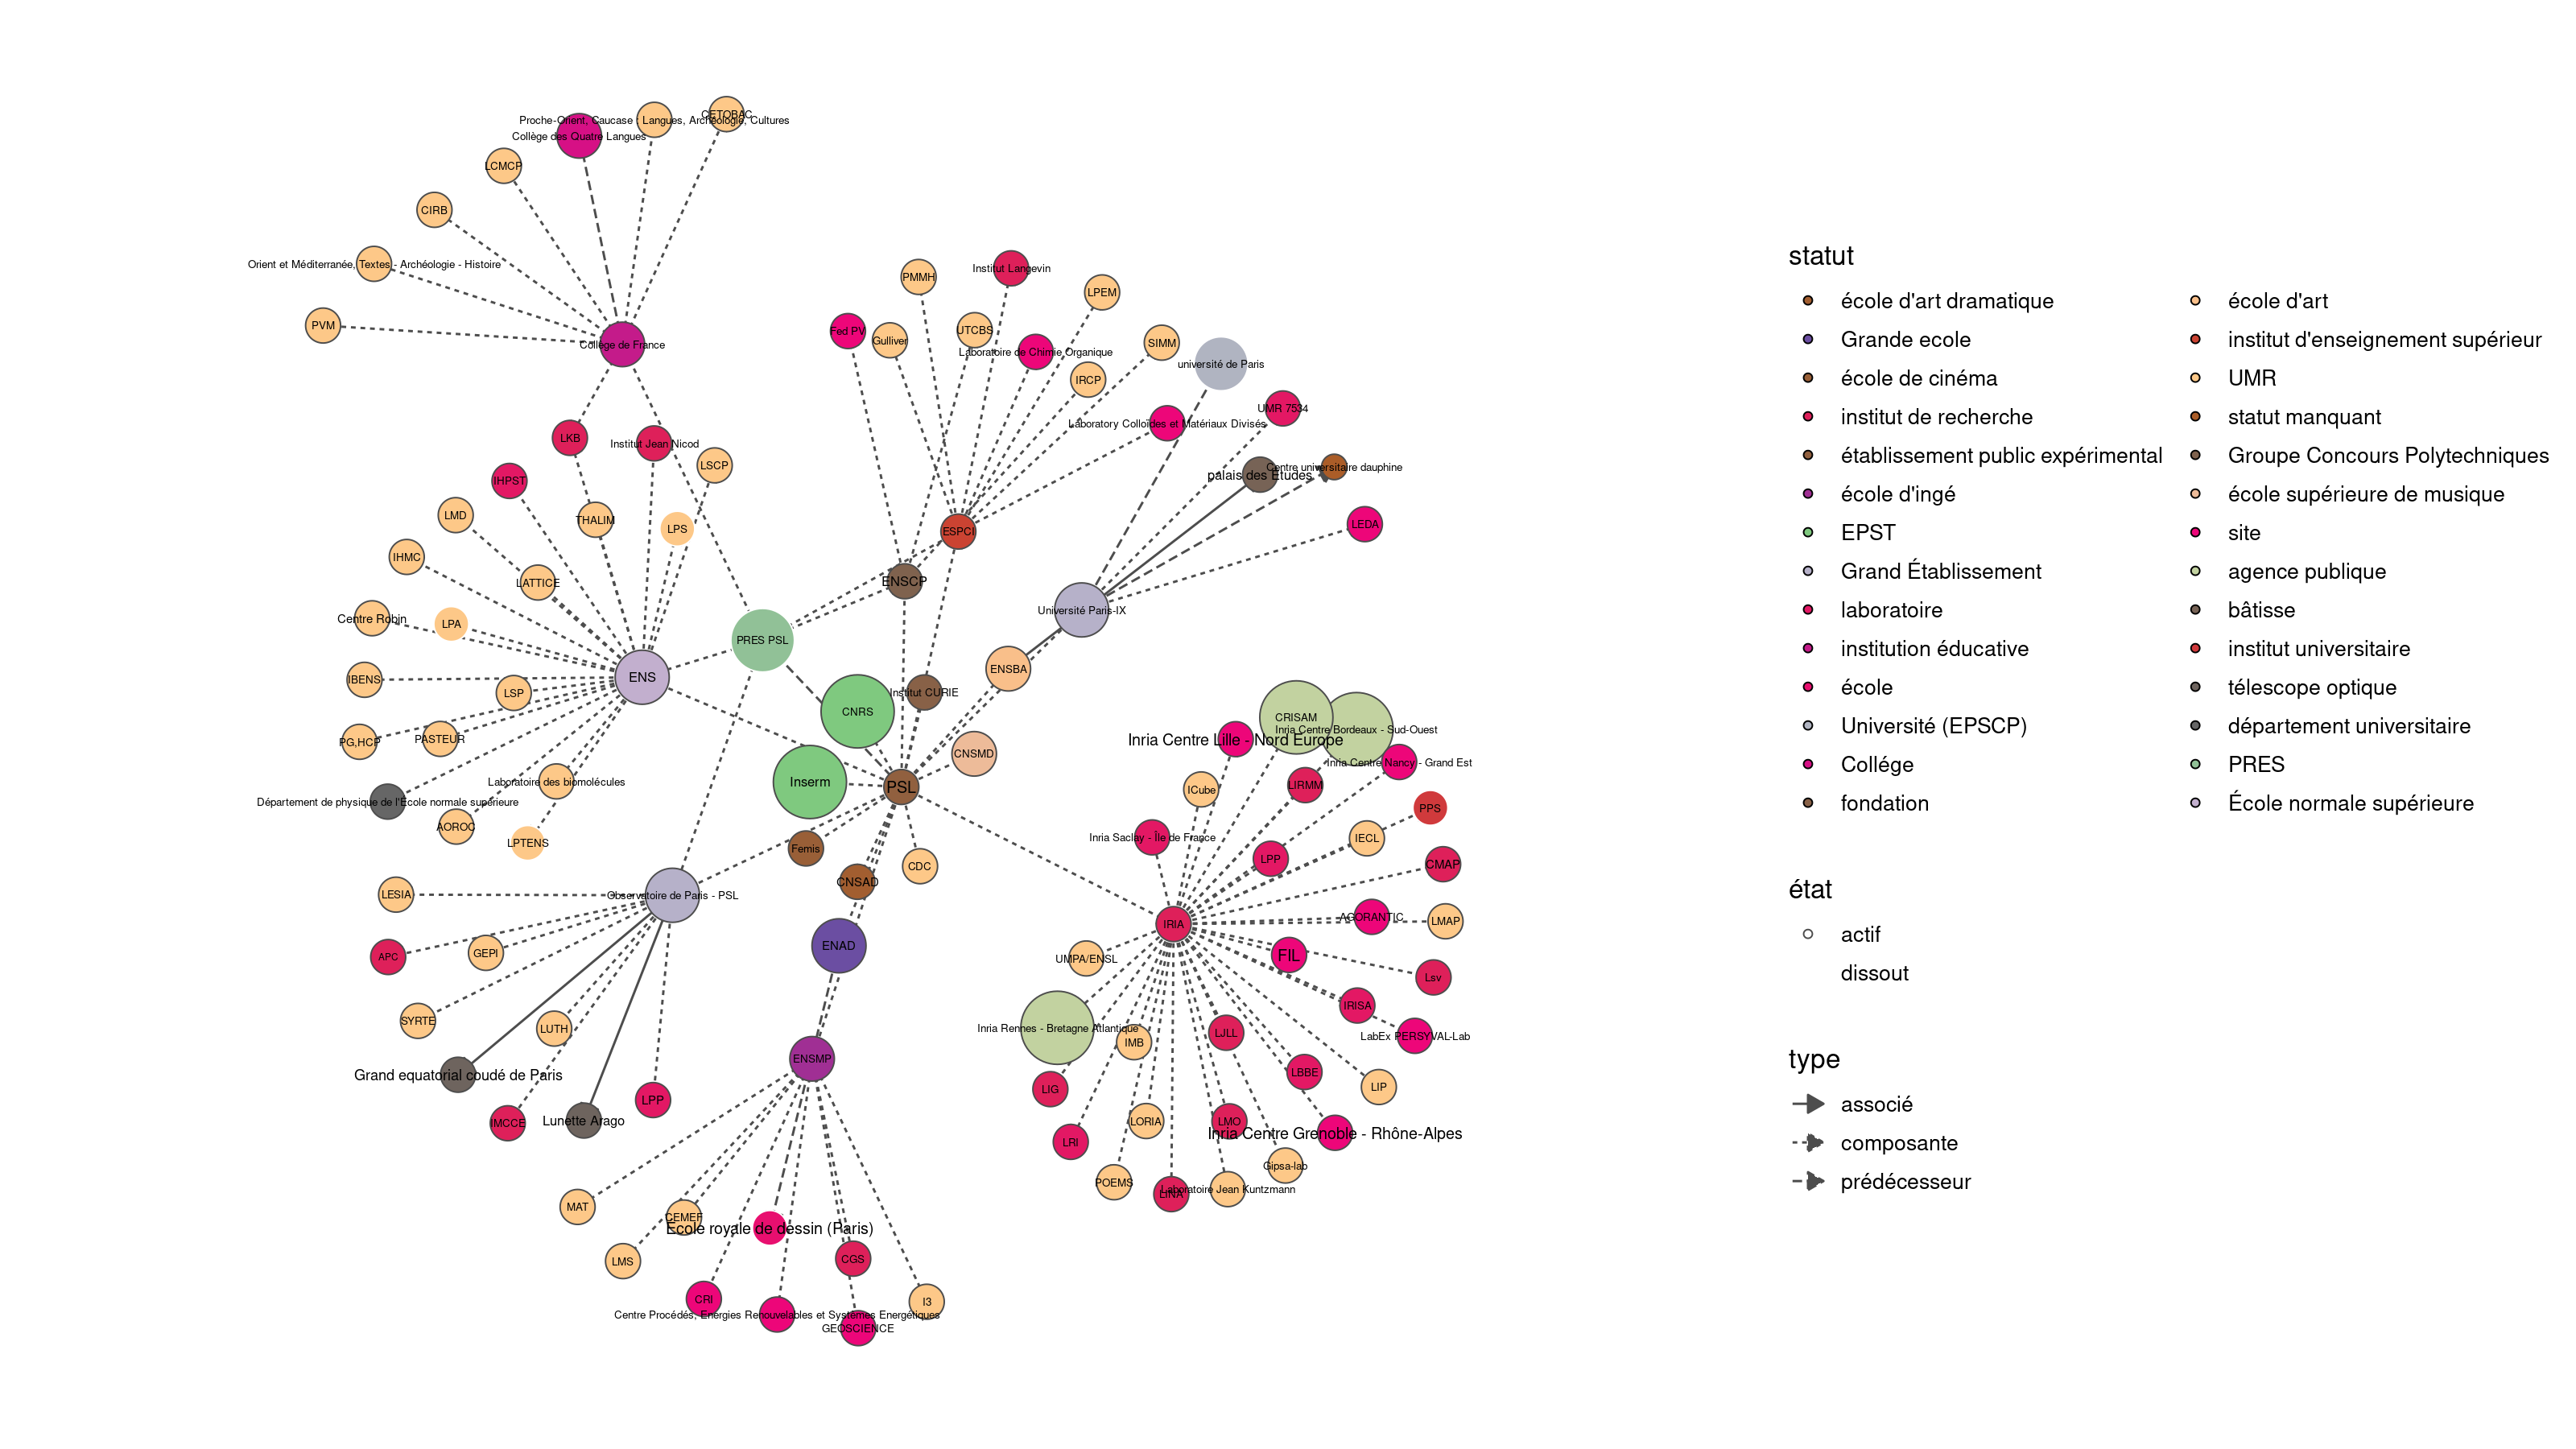 CETOBAC
Proche-Orient, Caucase : Langues, Archéologie, Cultures
Collège des Quatre Langues
LCMCP
CIRB
Orient et Méditerranée, Textes - Archéologie - Histoire
PVM
Collège de France
PMMH
Institut Langevin
LPEM
Fed PV
Gulliver
UTCBS
SIMM
Laboratoire de Chimie Organique
université de Paris
IRCP
UMR 7534
Laboratory Colloïdes et Matériaux Divisés
LKB
Institut Jean Nicod
LSCP
palais des Études
Centre universitaire dauphine
IHPST
LMD
THALIM
LPS
LEDA
ESPCI
IHMC
LATTICE
ENSCP
Centre Robin
LPA
Université Paris-IX
PRES PSL
IBENS
LSP
ENS
ENSBA
Institut CURIE
CNRS
PG,HCP
PASTEUR
CNSMD
Laboratoire des biomolécules
Inserm
PSL
Département de physique de l'École normale supérieure
AOROC
LPTENS
Femis
CDC
CNSAD
CRISAM
Inria Centre Bordeaux - Sud-Ouest
Inria Centre Lille - Nord Europe
Inria Centre Nancy - Grand Est
ICube
LIRMM
PPS
Inria Saclay - Île de France
IECL
LPP
CMAP
LESIA
Observatoire de Paris - PSL
AGORANTIC
LMAP
IRIA
APC
GEPI
ENAD
UMPA/ENSL
FIL
Lsv
SYRTE
LUTH
IRISA
Inria Rennes - Bretagne Atlantique
IMB
LJLL
LabEx PERSYVAL-Lab
Grand equatorial coudé de Paris
ENSMP
LIG
LBBE
LIP
IMCCE
Lunette Arago
LPP
LORIA
LMO
Inria Centre Grenoble - Rhône-Alpes
LRI
Gipsa-lab
POEMS
LINA
Laboratoire Jean Kuntzmann
MAT
CEMEF
Ecole royale de dessin (Paris)
LMS
CGS
CRI
I3
Centre Procédés, Energies Renouvelables et Systèmes Energétiques
GEOSCIENCE
statut
école d'art dramatique
Grande ecole
école de cinéma
institut de recherche
établissement public expérimental
école d'ingé
EPST
Grand Établissement
laboratoire
institution éducative
école
Université (EPSCP)
Collége
fondation
école d'art
institut d'enseignement supérieur
UMR
statut manquant
Groupe Concours Polytechniques
école supérieure de musique
site
agence publique
bâtisse
institut universitaire
télescope optique
département universitaire
PRES
École normale supérieure
état
actif
dissout
type
associé
composante
prédécesseur